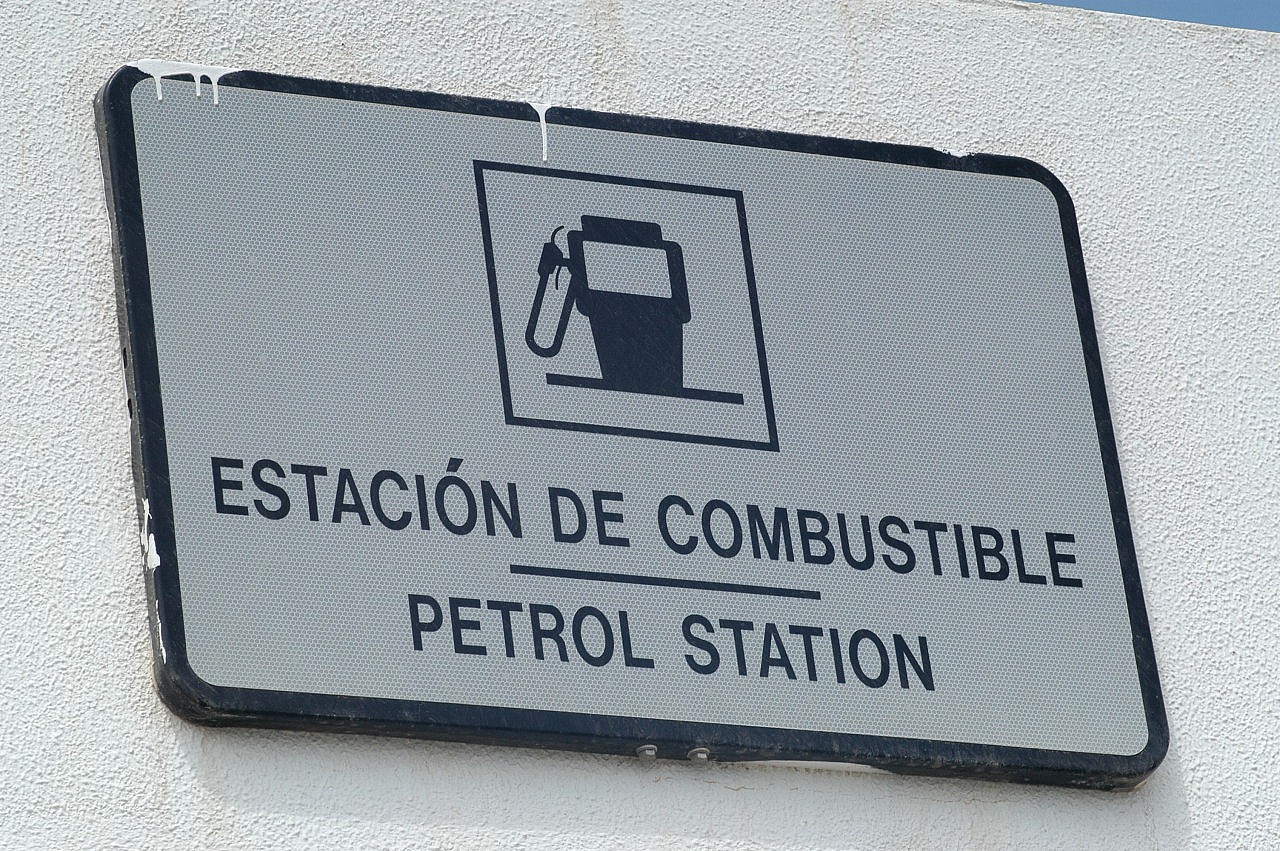 ESTACIÓN DE COMBUSTIBLE
PETROL STATION